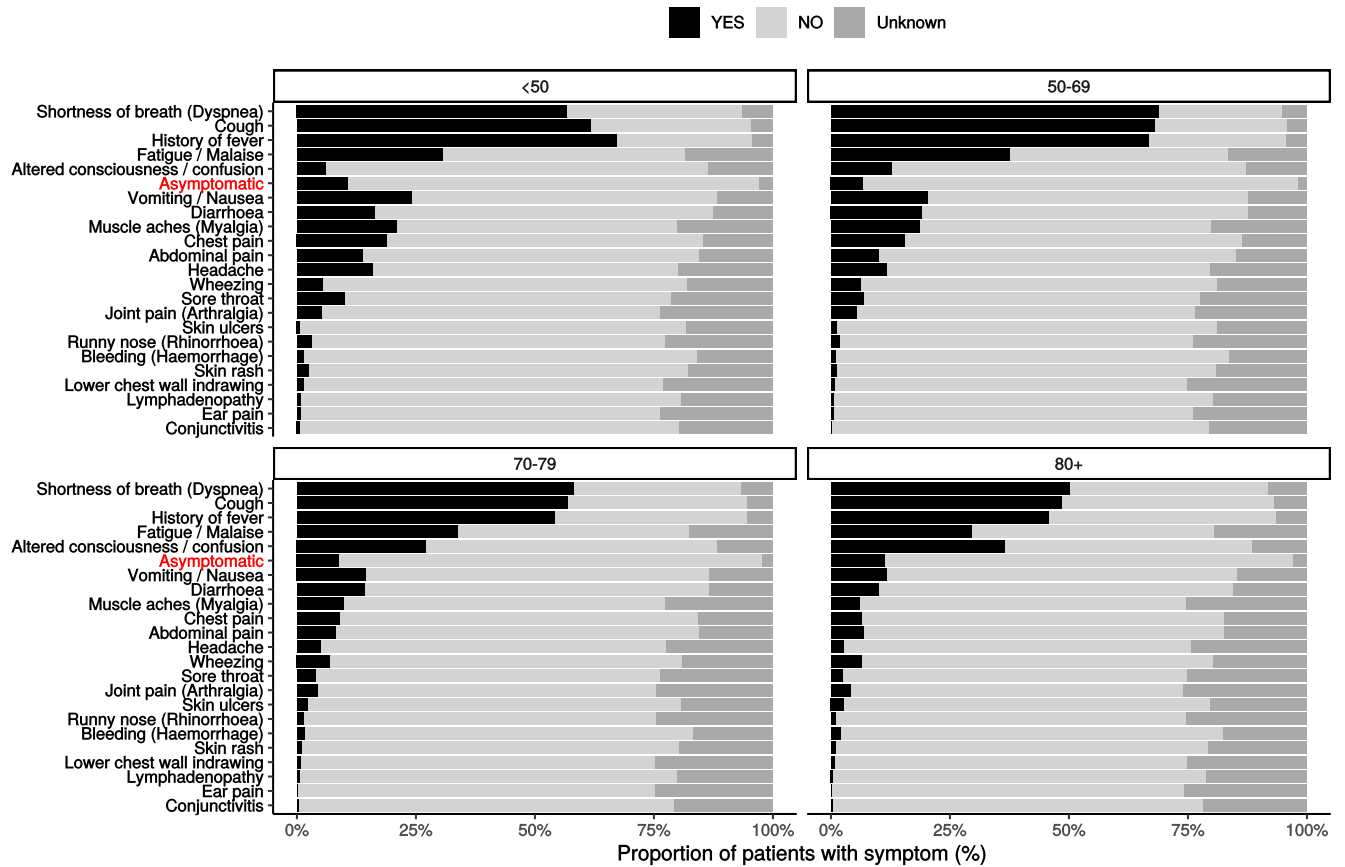 YES NO Unknown
<50 50-69
Shortness of breath (Dyspnea)
Cough
History of fever
Fatigue / Malaise
Altered consciousness / confusion
Asymptomatic
Vomiting / Nausea
Diarrhoea
Muscle aches (Myalgia)
Chest pain
Abdominal pain
Headache
Wheezing
Sore throat
Joint pain (Arthralgia)
Skin ulcers
Runny nose (Rhinorrhoea)
Bleeding (Haemorrhage)
Skin rash
Lower chest wall indrawing
Lymphadenopathy
Ear pain
Conjunctivitis
70-79 80+
Shortness of breath (Dyspnea)
Cough
History of fever
Fatigue / Malaise
Altered consciousness / confusion
Asymptomatic
Vomiting / Nausea
Diarrhoea
Muscle aches (Myalgia)
Chest pain
Abdominal pain
Headache
Wheezing
Sore throat
Joint pain (Arthralgia)
Skin ulcers
Runny nose (Rhinorrhoea)
Bleeding (Haemorrhage)
Skin rash
Lower chest wall indrawing
Lymphadenopathy
Ear pain
Conjunctivitis
0% 25% 50% 75% 100% 0% 25% 50% 75% 100%
Proportion of patients with symptom (%)